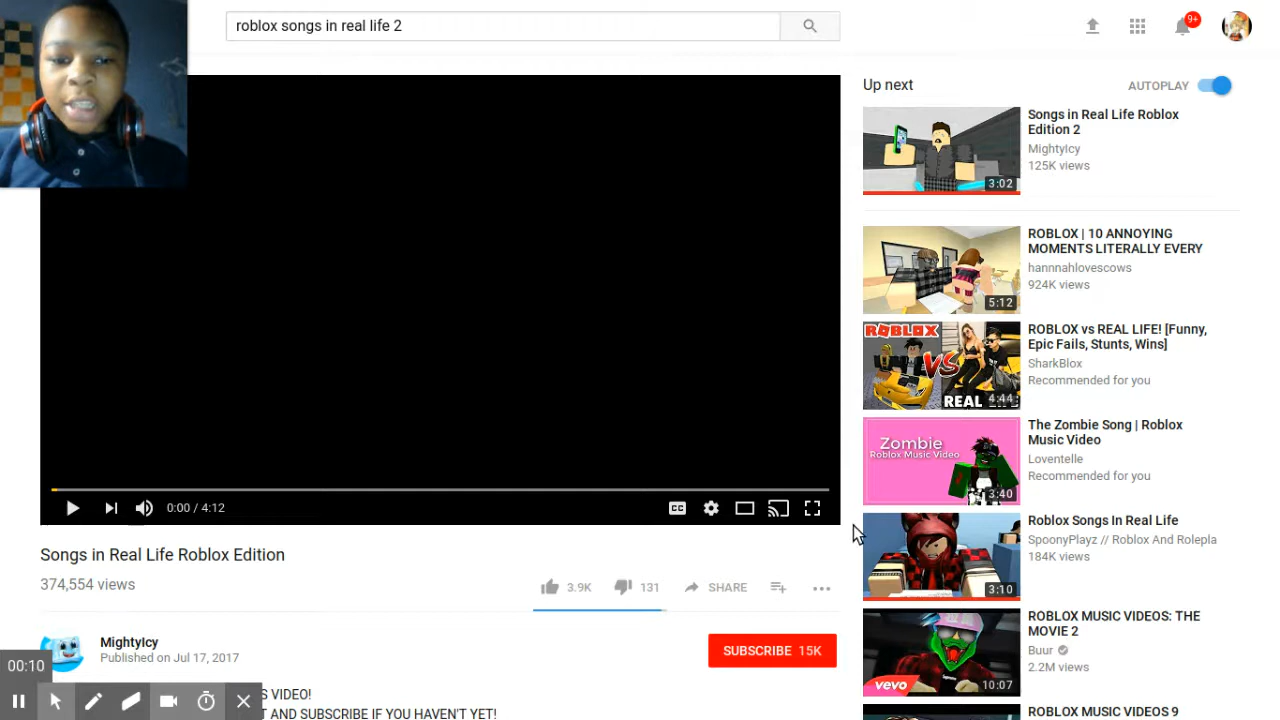 roblox songs in real life 2
9+
Up next
AUTOPLAY
Songs in Real Life Roblox
Edition 2
MightyIcy
125K views
3:02
ROBLOX | 10 ANNOYING
MOMENTS LITERALLY EVERY
hannnahlovescows
924K views
5:12
ROBLOX
VS
REAL
4:44
ROBLOX vs REAL LIFE! [Funny,
Epic Fails, Stunts, Wins]
SharkBlox
Recommended for you
Zombie
Roblox Music Video
3:40
The Zombie Song | Roblox
Music Video
Loventelle
Recommended for you
Roblox Songs In Real Life
SpoonyPlayz // Roblox And Rolepla
184K views
3:10
ROBLOX MUSIC VIDEOS: THE
MOVIE 2
Buur
2.2M views
vevo
10:07
ROBLOX MUSIC VIDEOS 9
0:00 / 4:12
CC
Songs in Real Life Roblox Edition
374,554 views
3.9K
131
SHARE
MightyIcy
Published on Jul 17, 2017
SUBSCRIBE 15K
00:10
S VIDEO!
T AND SUBSCRIBE IF YOU HAVEN'T YET!